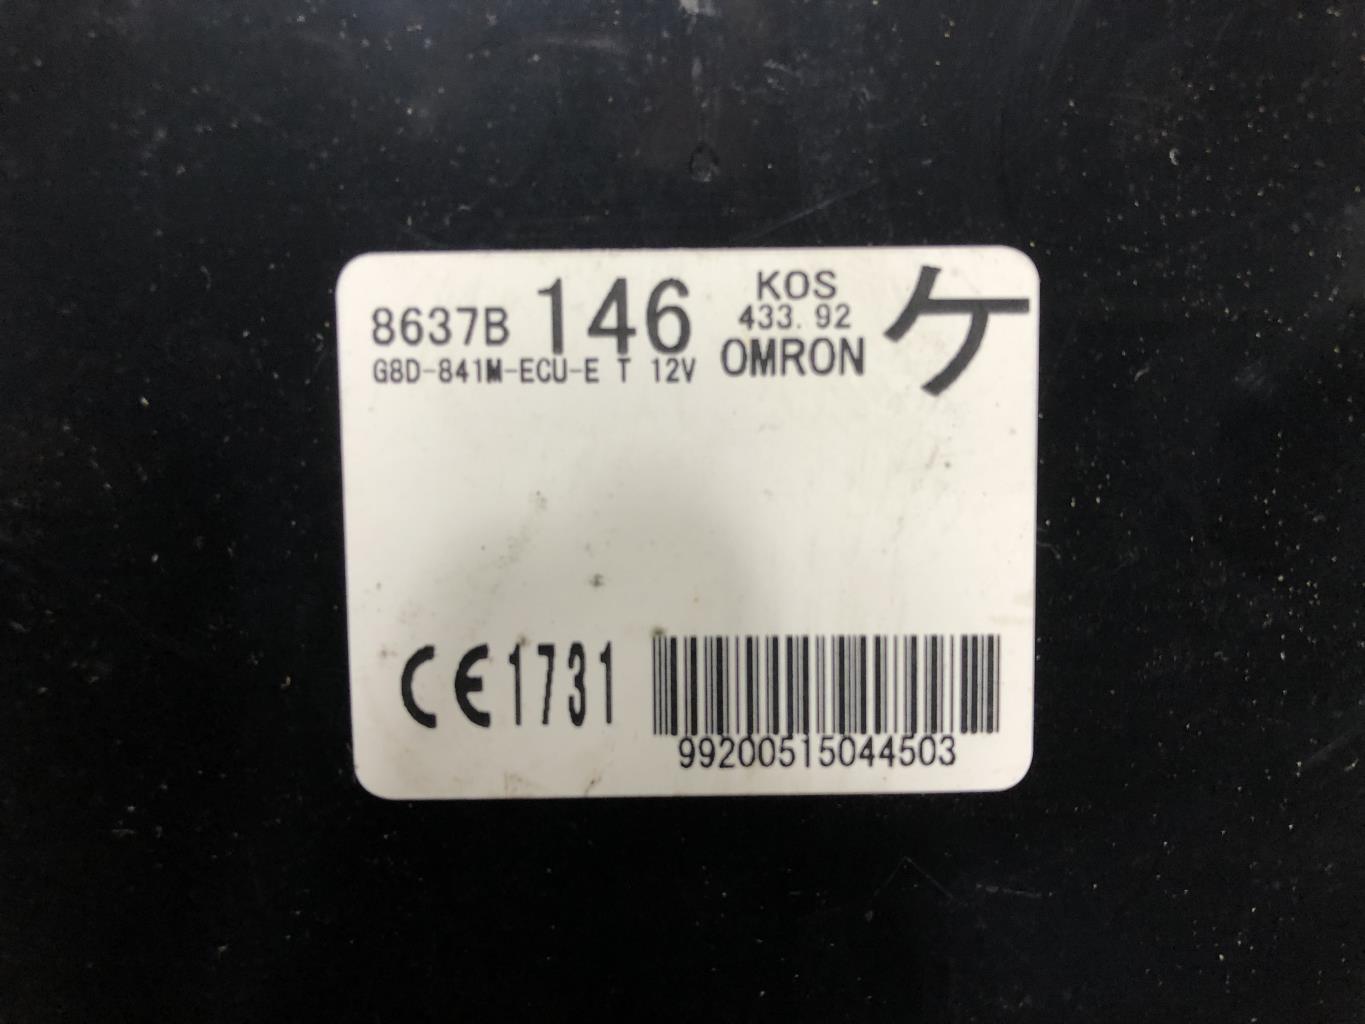 8637B 146 KOS ケ
433.92
G8D-841M-ECU-E T 12V OMRON
CE1731
99200515044503